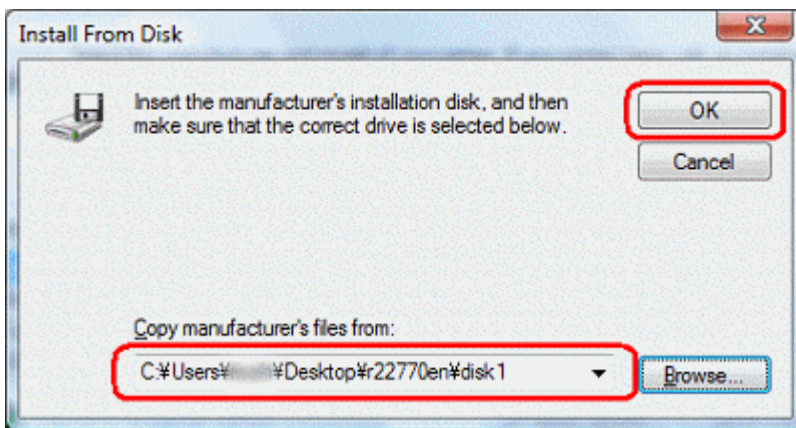 Install From Disk
Insert the manufacturer's installation disk, and then
make sure that the correct drive is selected below.
OK
Cancel
Copy manufacturer's files from:
C:¥Users¥ ¥Desktop¥r22770en¥disk1
Browse...